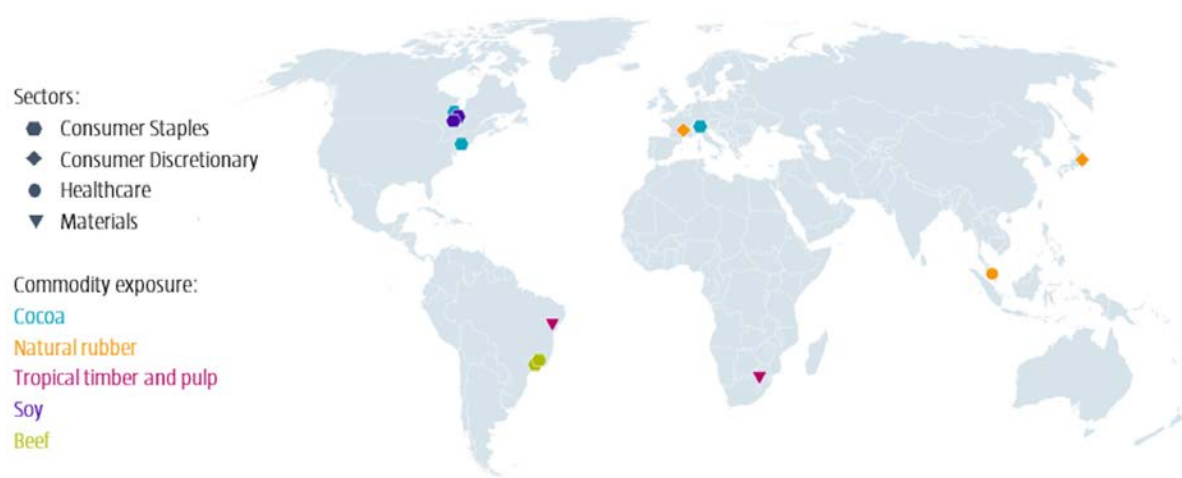 Sectors:
Consumer Staples
Consumer Discretionary
Healthcare
Materials
Commodity exposure:
Cocoa
Natural rubber
Tropical timber and pulp
Soy
Beef